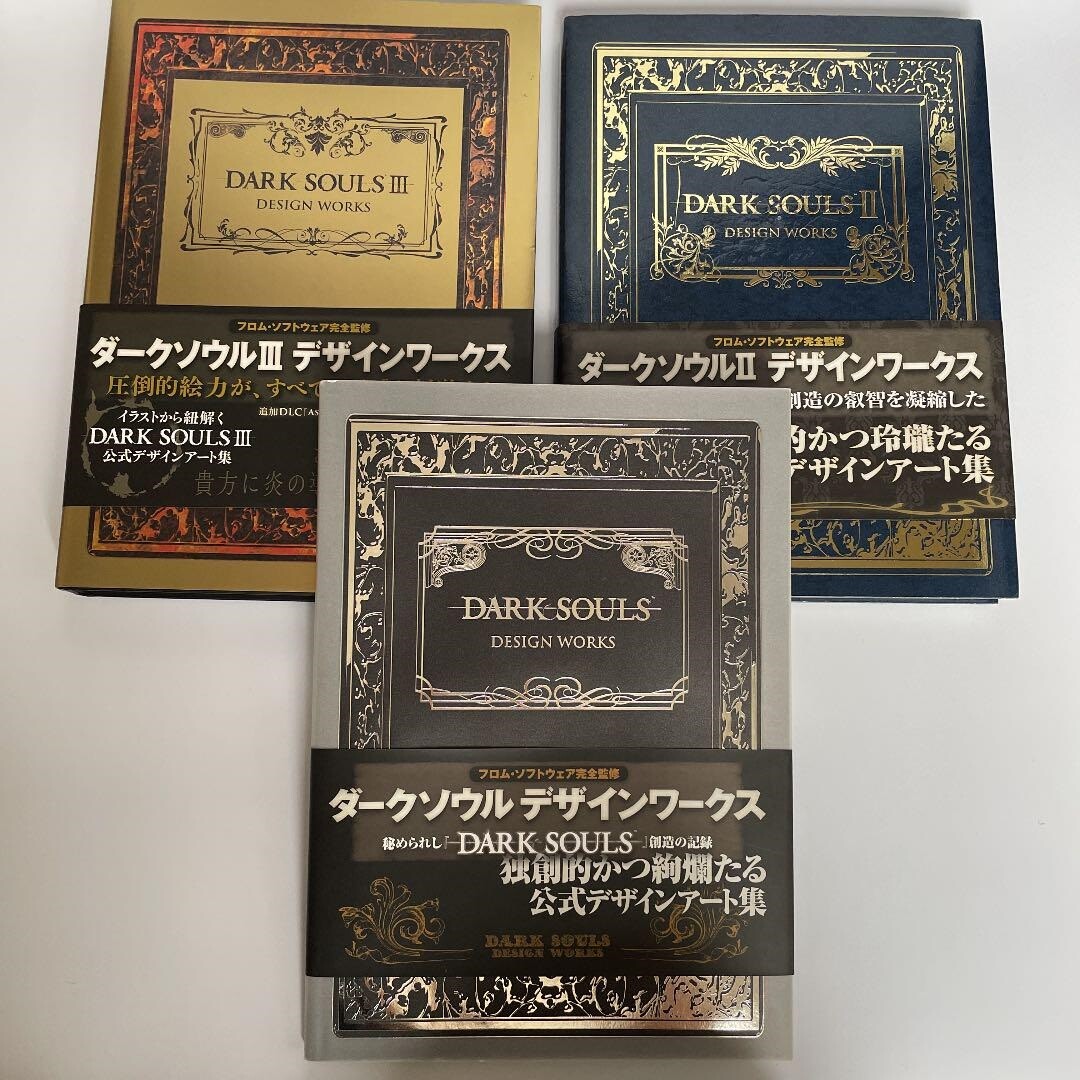 DARK SOULS III
DESIGN WORKS
フロム・ソフトウェア完全監修
ダークソウルIII デザインワークス
圧倒的絵力が、すべて
追加DLC「AS
イラストから紐解く
DARK SOULS III
公式デザインアート集
貴方に炎の導
DARK SOULS II
DESIGN WORKS
フロム・ソフトウェア完全監修
ダークソウルII デザインワークス
創造の叡智を凝縮した
的かつ玲瓏たる
デザインアート集
DARK SOULS™
DESIGN WORKS
フロム・ソフトウェア完全監修
ダークソウル デザインワークス
秘められれし『DARK SOULS™』創造の記録
独創的かつ絢爛たる
公式デザインアート集
DARK SOULS
DESIGN WORKS